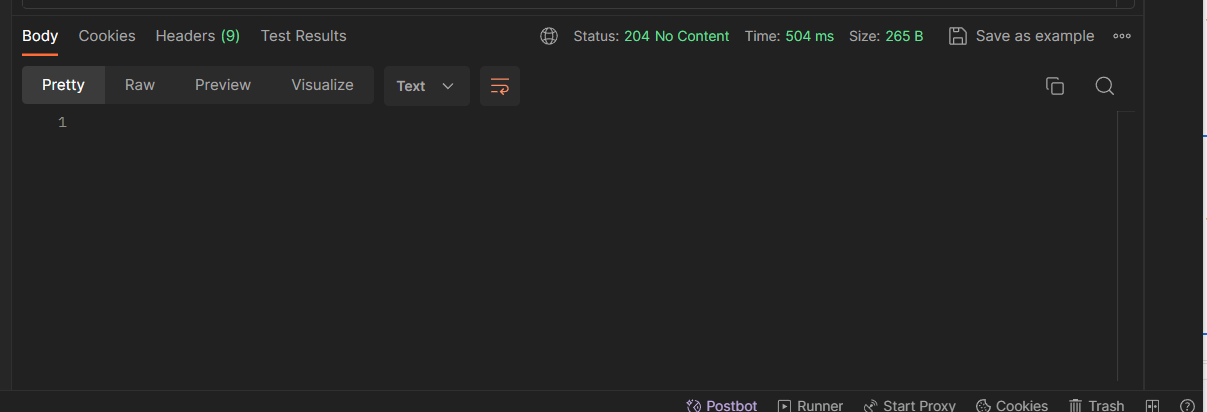 Body Cookies Headers (9) Test Results Status: 204 No Content Time: 504 ms Size: 265 B Save as example
Pretty Raw Preview Visualize Text
1
Postbot Runner Start Proxy Cookies Trash